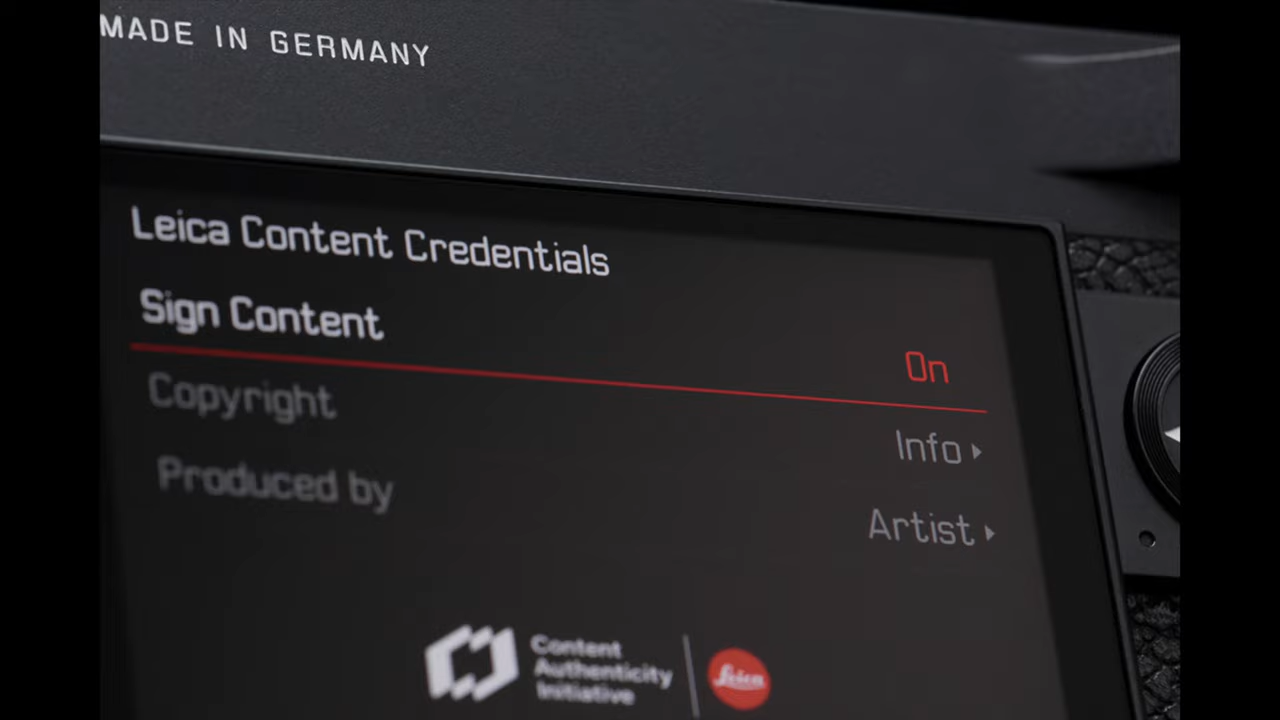 MADE IN GERMANY
Leica Content Credentials
Sign Content On
Copyright Info
Produced by Artist
Content
Authenticity
Initiative
Leica